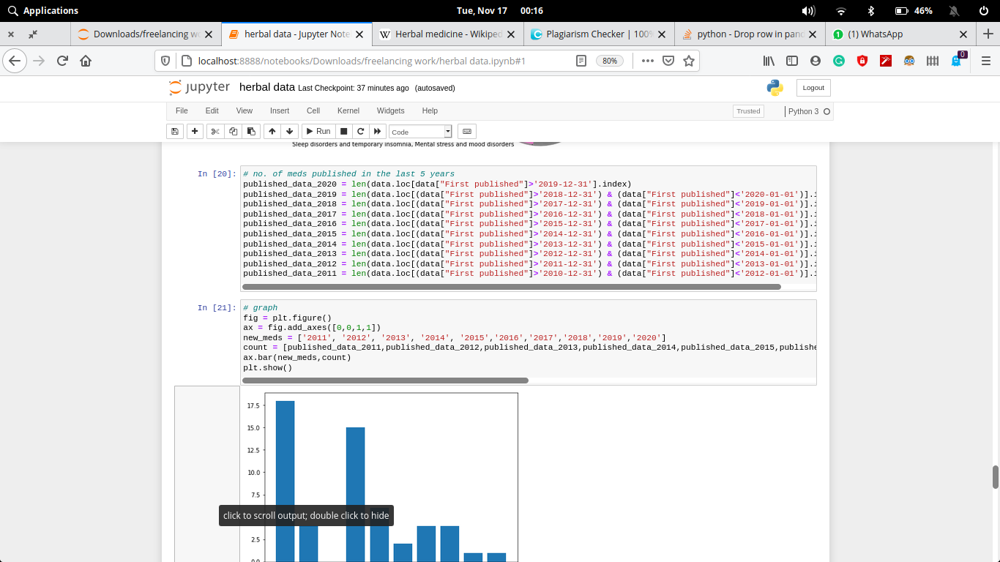 Applications
Tue, Nov 17 00:16
46%
Downloads/freelancing wo
herbal data - Jupyter Note
Herbal medicine - Wikiped
Plagiarism Checker | 100%
python - Drop row in pand
(1) WhatsApp
localhost:8888/notebooks/Downloads/freelancing work/herbal data.ipynb#1
80%
0
jupyter herbal data Last Checkpoint: 37 minutes ago (autosaved)
Logout
File Edit View Insert Cell Kernel Widgets Help
Trusted
Python 3
Run
Code
Sleep disorders and temporary insomnia, Mental stress and mood disorders
In [20]:
# no. of meds published in the last 5 years
published_data_2020 = len(data.loc[data["First published"]>'2019-12-31'].index)
published_data_2019 = len(data.loc[(data["First published"]>'2018-12-31') & (data["First published"]<'2020-01-01')].i
published_data_2018 = len(data.loc[(data["First published"]>'2017-12-31') & (data["First published"]<'2019-01-01')].i
published_data_2017 = len(data.loc[(data["First published"]>'2016-12-31') & (data["First published"]<'2018-01-01')].i
published_data_2016 = len(data.loc[(data["First published"]>'2015-12-31') & (data["First published"]<'2017-01-01')].i
published_data_2015 = len(data.loc[(data["First published"]>'2014-12-31') & (data["First published"]<'2016-01-01')].i
published_data_2014 = len(data.loc[(data["First published"]>'2013-12-31') & (data["First published"]<'2015-01-01')].i
published_data_2013 = len(data.loc[(data["First published"]>'2012-12-31') & (data["First published"]<'2014-01-01')].i
published_data_2012 = len(data.loc[(data["First published"]>'2011-12-31') & (data["First published"]<'2013-01-01')].i
published_data_2011 = len(data.loc[(data["First published"]>'2010-12-31') & (data["First published"]<'2012-01-01')].i
In [21]:
# graph
fig = plt.figure()
ax = fig.add_axes([0,0,1,1])
new_meds = ['2011', '2012', '2013', '2014', '2015','2016','2017','2018','2019','2020']
count = [published_data_2011,published_data_2012,published_data_2013,published_data_2014,published_data_2015,publishe
ax.bar(new_meds,count)
plt.show()
17.5
15.0
12.5
10.0
7.5
click to scroll output; double click to hide
2.5
0.0